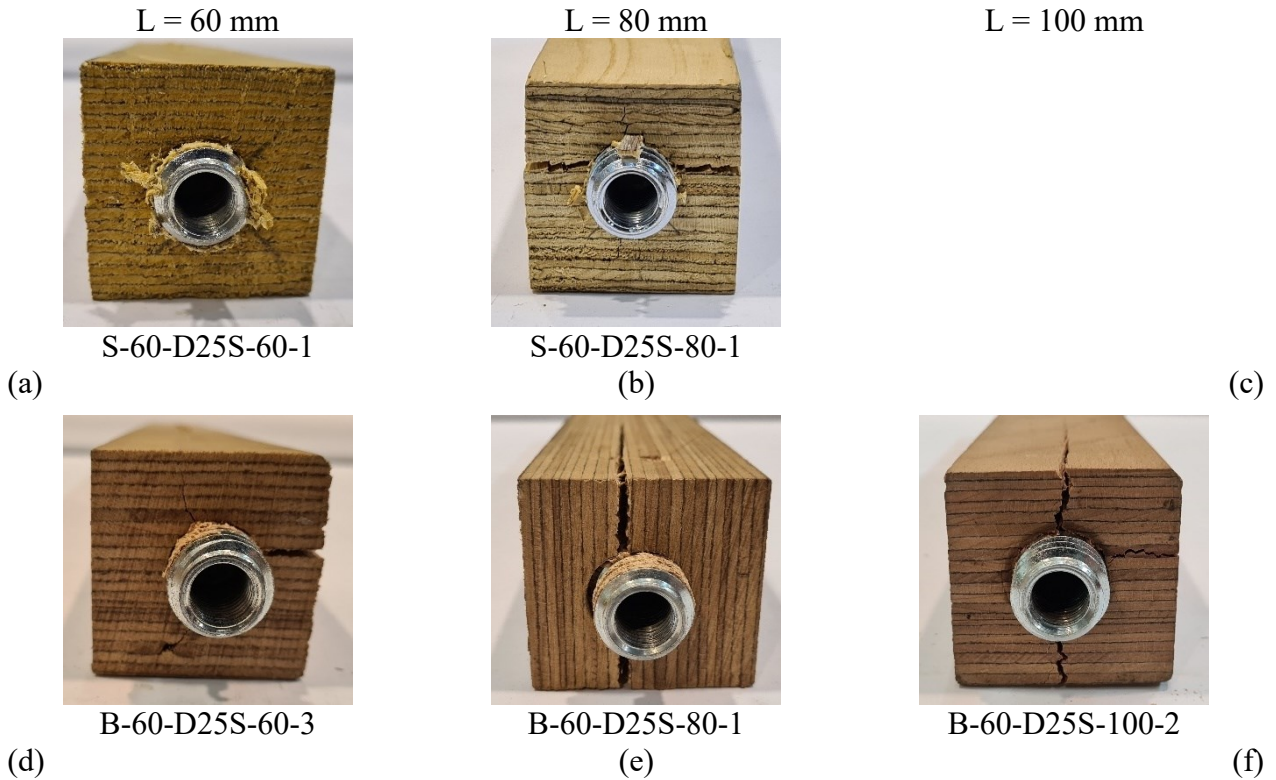 L = 60 mm
L = 80 mm
L = 100 mm
S-60-D25S-60-1
S-60-D25S-80-1
(a)
(b)
(c)
B-60-D25S-60-3
B-60-D25S-80-1
B-60-D25S-100-2
(d)
(e)
(f)